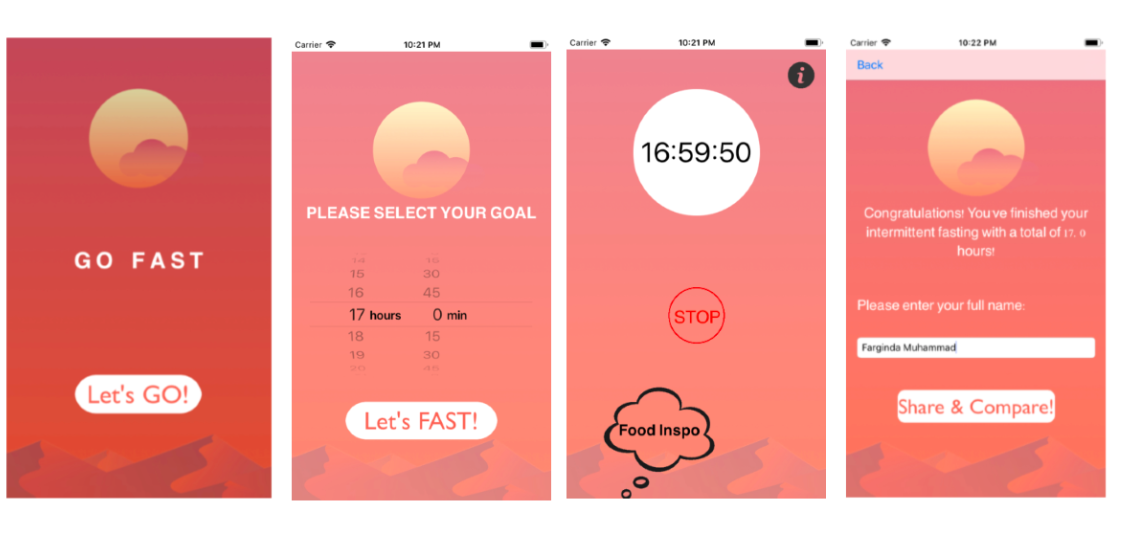 GO FAST
Let's GO!
Carrier 10:21 PM
PLEASE SELECT YOUR GOAL
14 15
15 30
16 45
17 hours 0 min
18 15
19 30
20 45
Let's FAST!
Carrier 10:21 PM
i
16:59:50
STOP
Food Inspo
Carrier 10:22 PM
Back
Congratulations! You've finished your
intermittent fasting with a total of 17. 0
hours!
Please enter your full name:
Farginda Muhammad
Share & Compare!